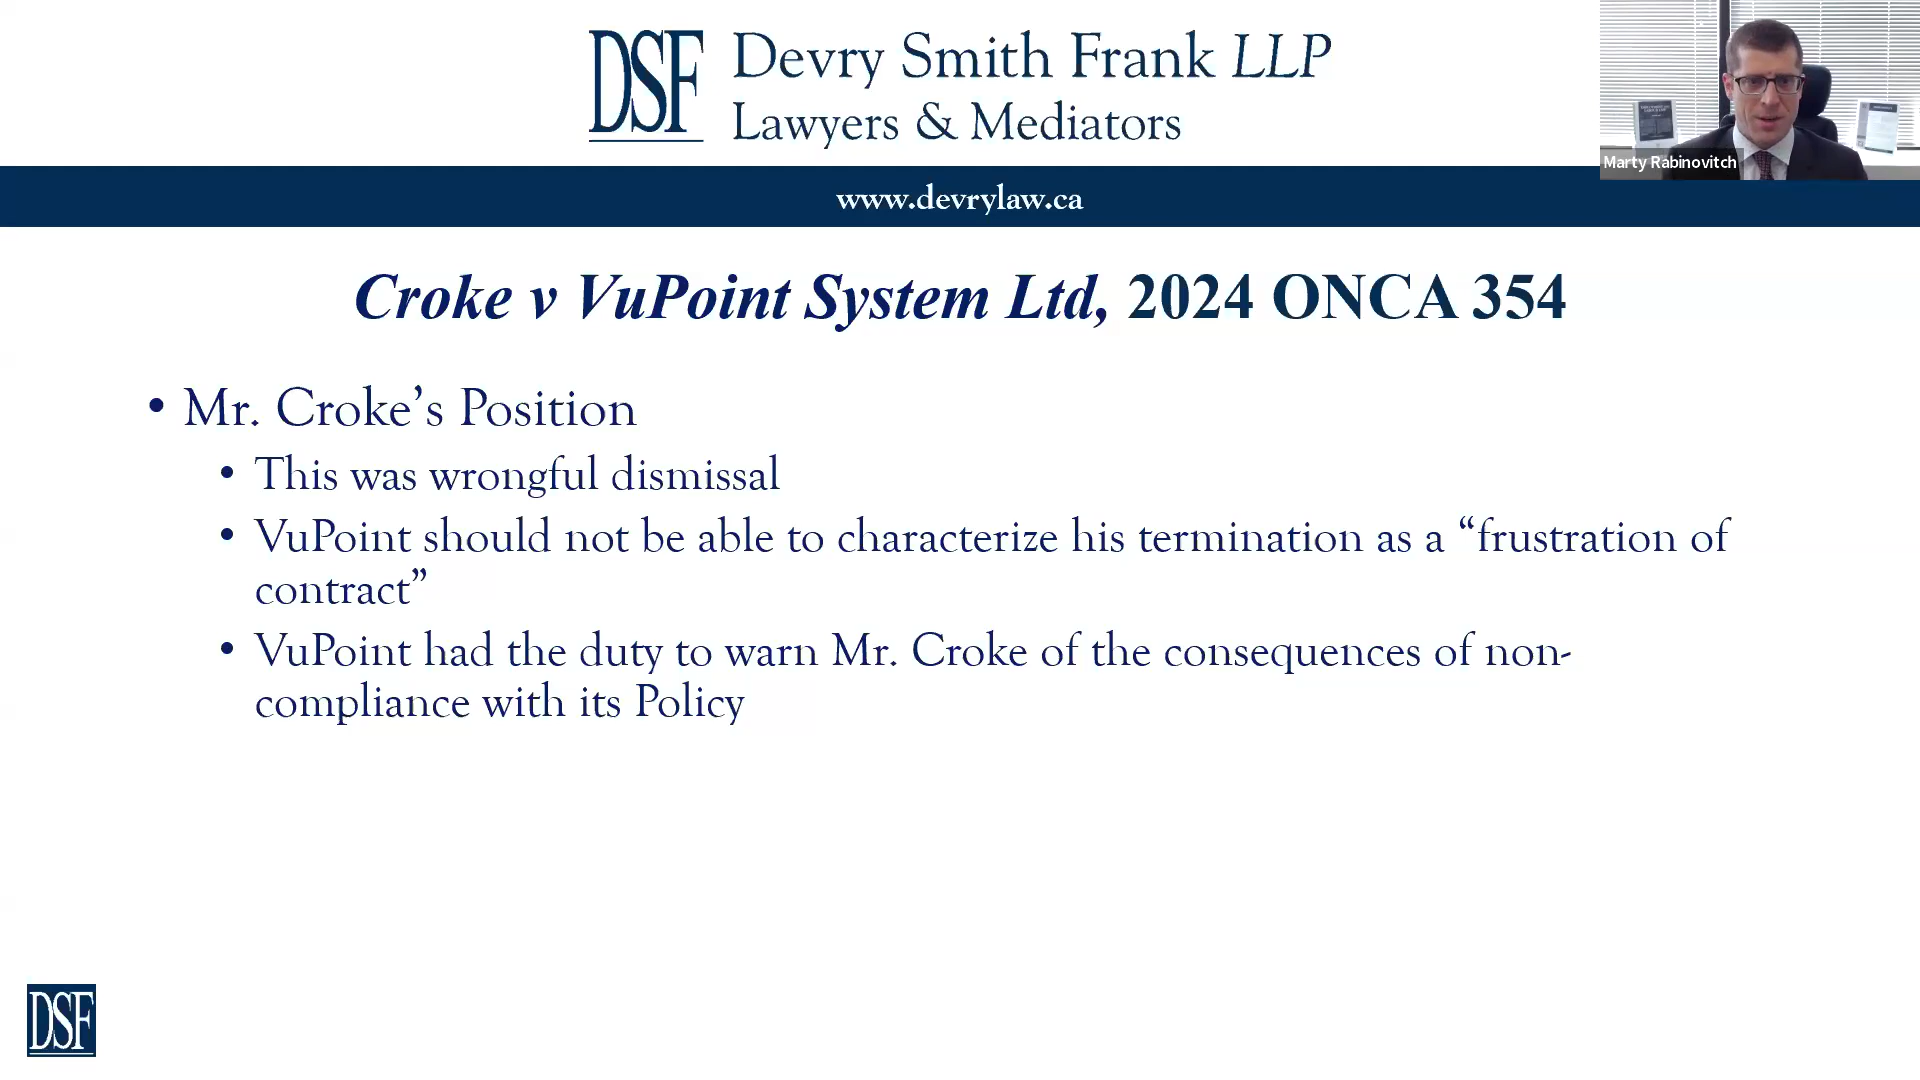 DSF
Devry Smith Frank LLP
Lawyers & Mediators
Marty Rabinovitch
www.devrylaw.ca
Croke v VuPoint System Ltd, 2024 ONCA 354
• Mr. Croke’s Position
• This was wrongful dismissal
• VuPoint should not be able to characterize his termination as a “frustration of
contract”
• VuPoint had the duty to warn Mr. Croke of the consequences of non-
compliance with its Policy
DSF